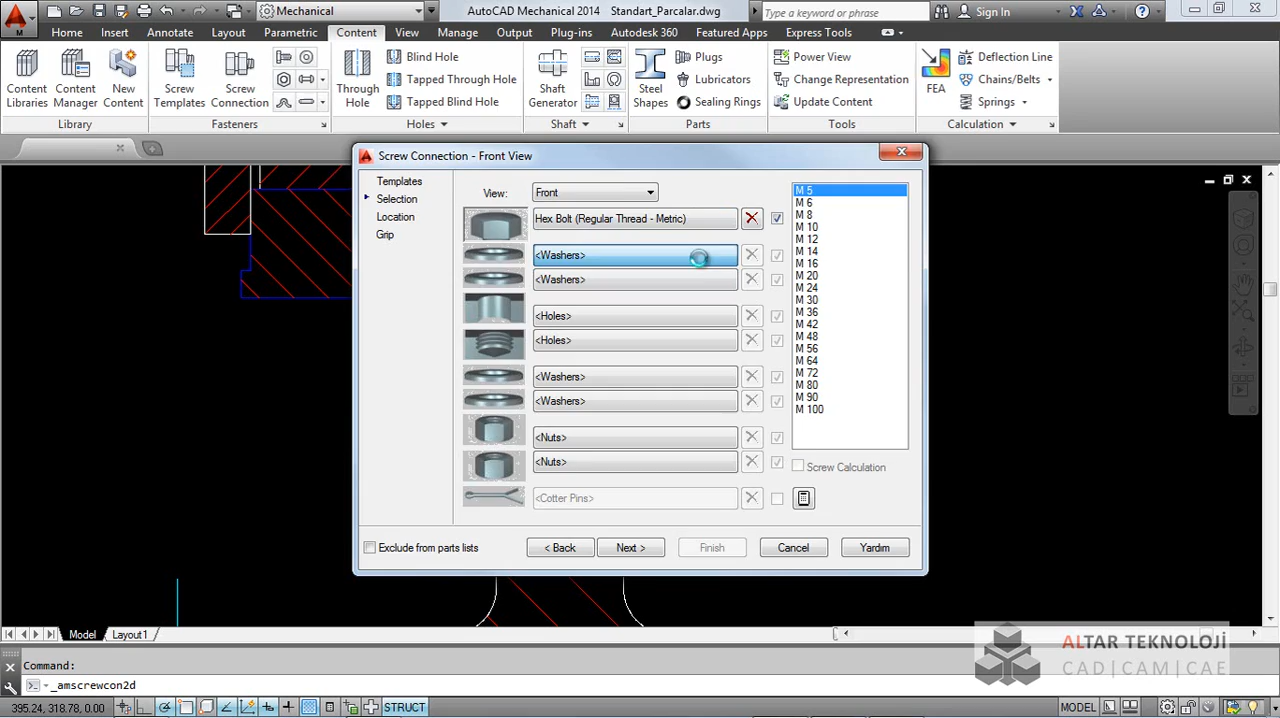 Mechanical
AutoCAD Mechanical 2014 Standart_Parcalar.dwg
Type a keyword or phrase
Sign In
Home Insert Annotate Layout Parametric Content View Manage Output Plug-ins Autodesk 360 Featured Apps Express Tools
Content Libraries
Content Manager
New Content
Library
Screw Templates
Screw Connection
Fasteners
Through Hole
Blind Hole
Tapped Through Hole
Tapped Blind Hole
Holes
Shaft Generator
Shaft
Steel Shapes
Plugs
Lubricators
Sealing Rings
Parts
Power View
Change Representation
Update Content
Tools
FEA
Deflection Line
Chains/Belts
Springs
Calculation
Screw Connection - Front View
Templates
Selection
Location
Grip
View: Front
Hex Bolt (Regular Thread - Metric)
<Washers>
<Washers>
<Holes>
<Holes>
<Washers>
<Washers>
<Nuts>
<Nuts>
<Cotter Pins>
M 5
M 6
M 8
M 10
M 12
M 14
M 16
M 20
M 24
M 30
M 36
M 42
M 48
M 56
M 64
M 72
M 80
M 90
M 100
Screw Calculation
Exclude from parts lists
< Back
Next >
Finish
Cancel
Yardım
Model Layout1
ALTAR TEKNOLOJİ
CAD|CAM|CAE
Command:
_amscrewcon2d
395.24, 318.78, 0.00
STRUCT
MODEL